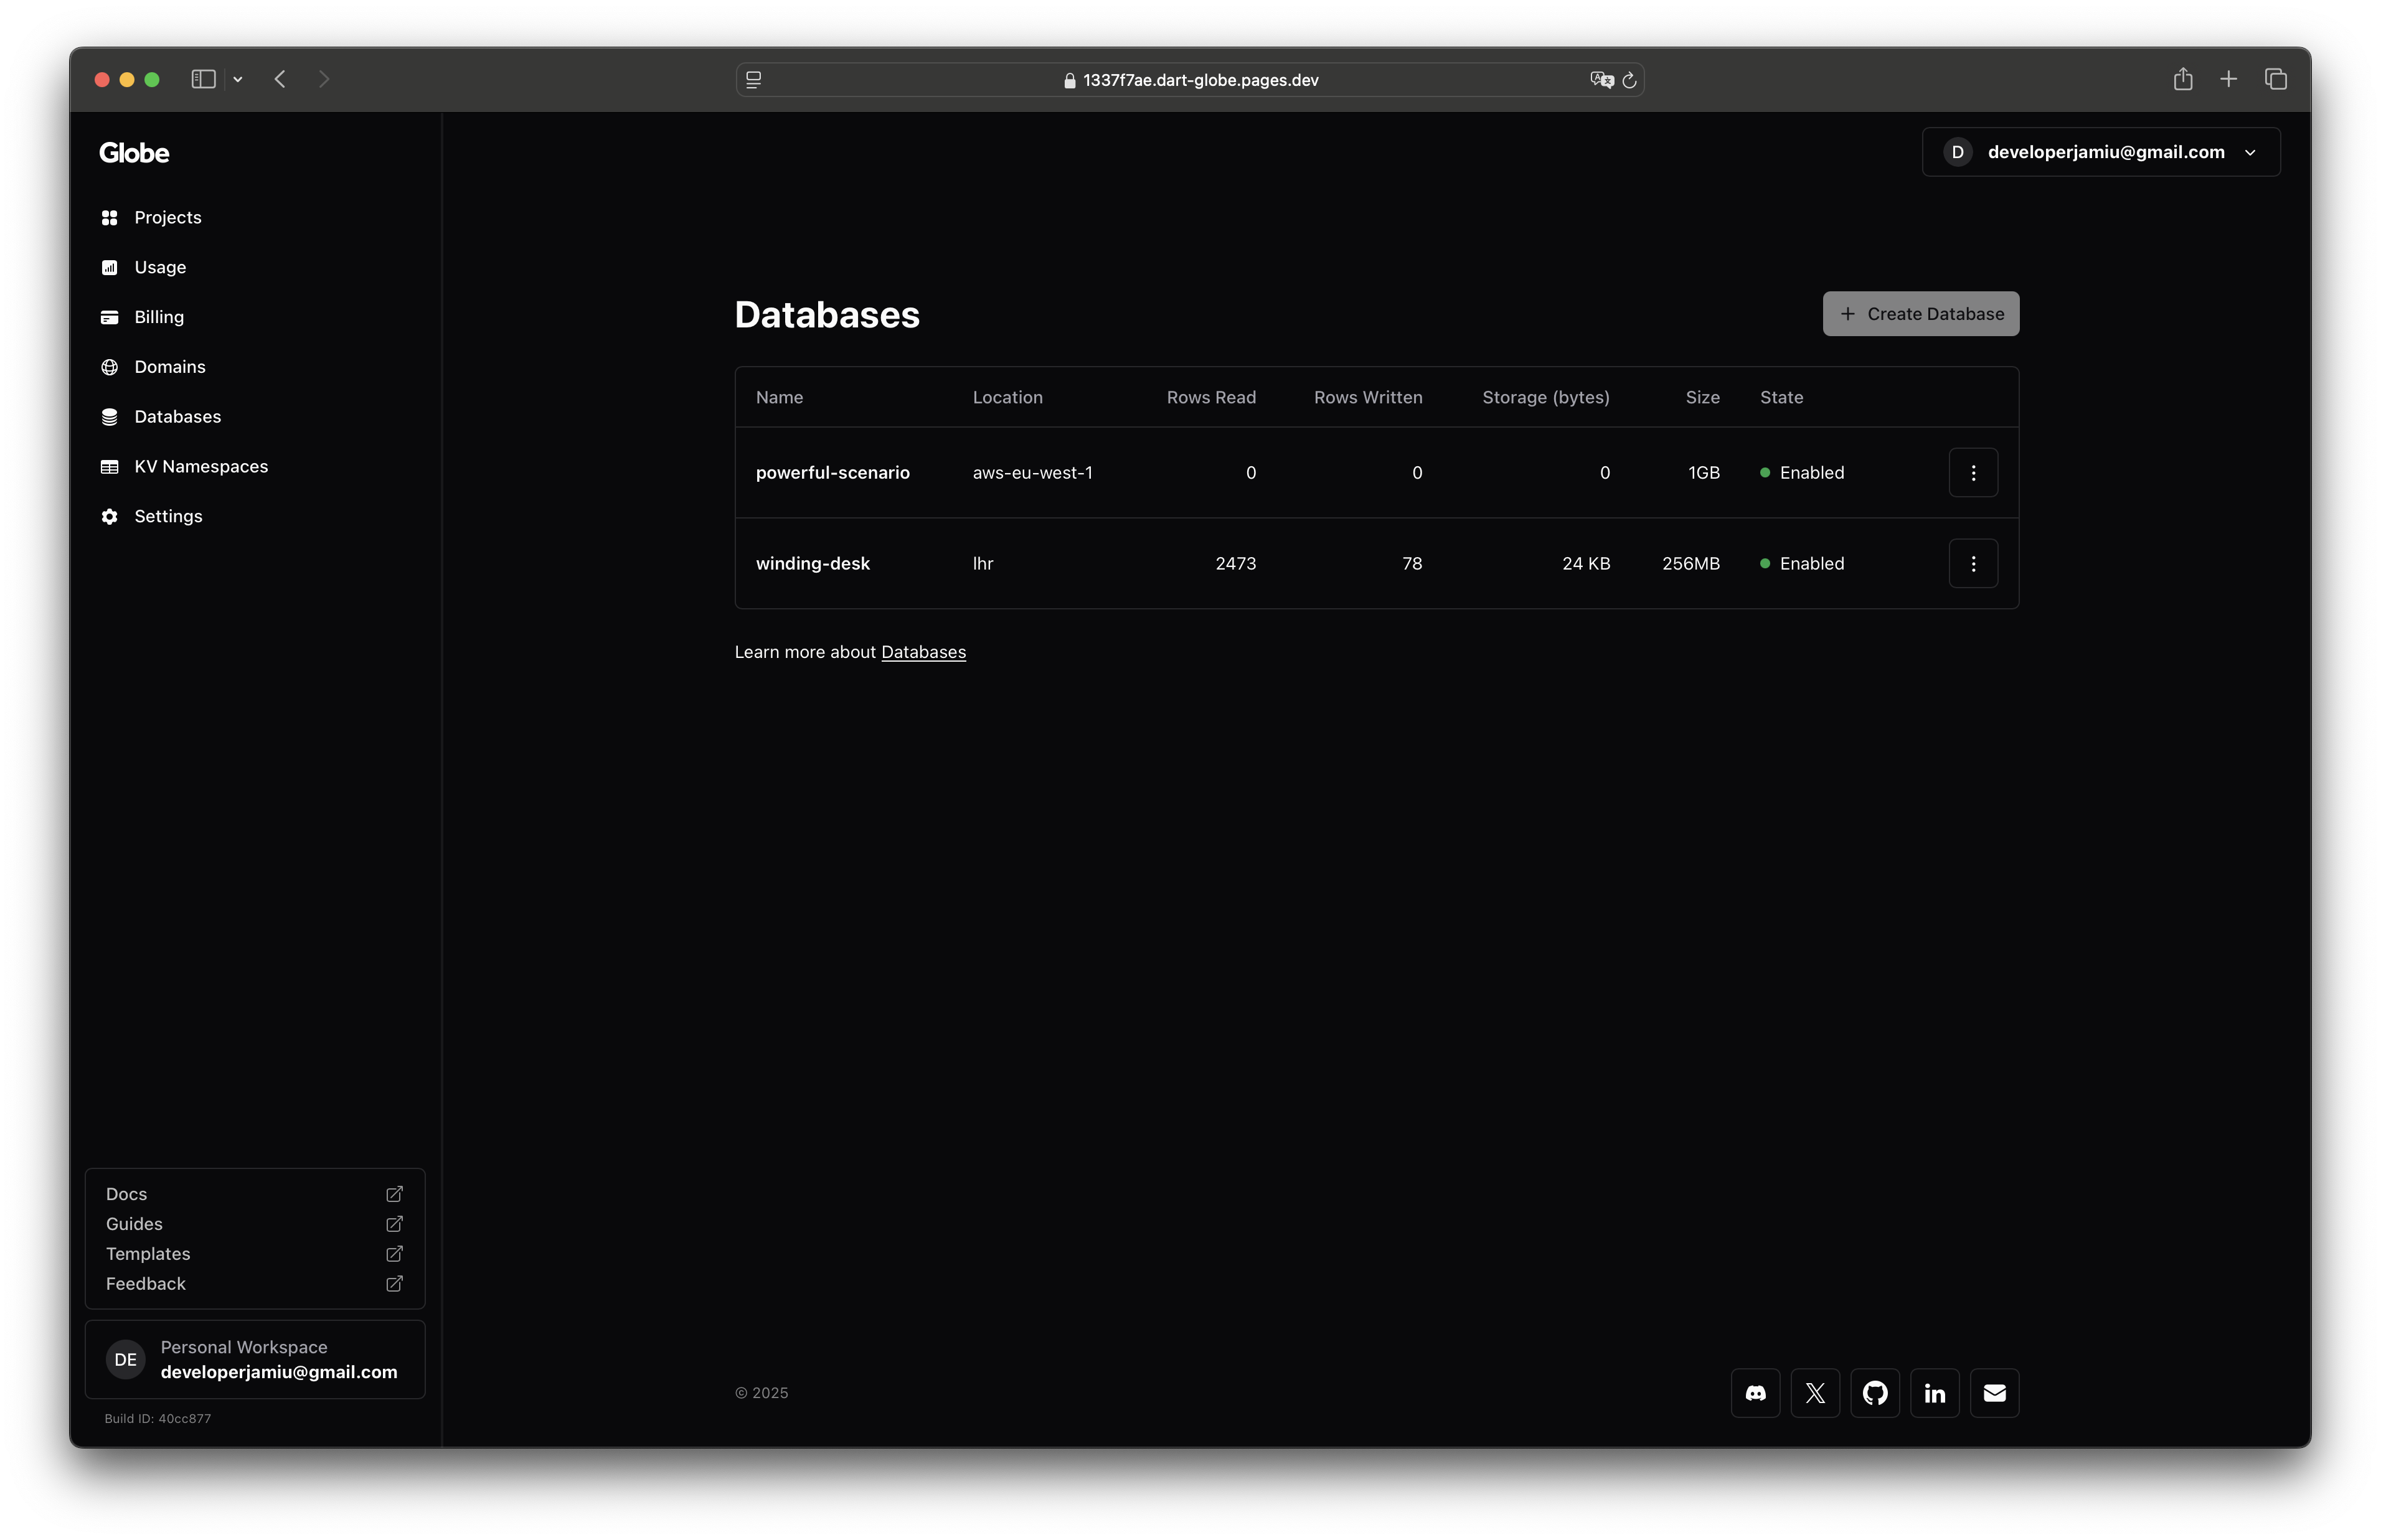 1337f7ae.dart-globe.pages.dev
Globe
D developerjamiu@gmail.com
Projects
Usage
Billing
Domains
Databases
KV Namespaces
Settings
Databases
+ Create Database
Name Location Rows Read Rows Written Storage (bytes) Size State
powerful-scenario aws-eu-west-1 0 0 0 1GB Enabled
winding-desk lhr 2473 78 24 KB 256MB Enabled
Learn more about Databases
Docs
Guides
Templates
Feedback
DE
Personal Workspace
developerjamiu@gmail.com
Build ID: 40cc877
© 2025